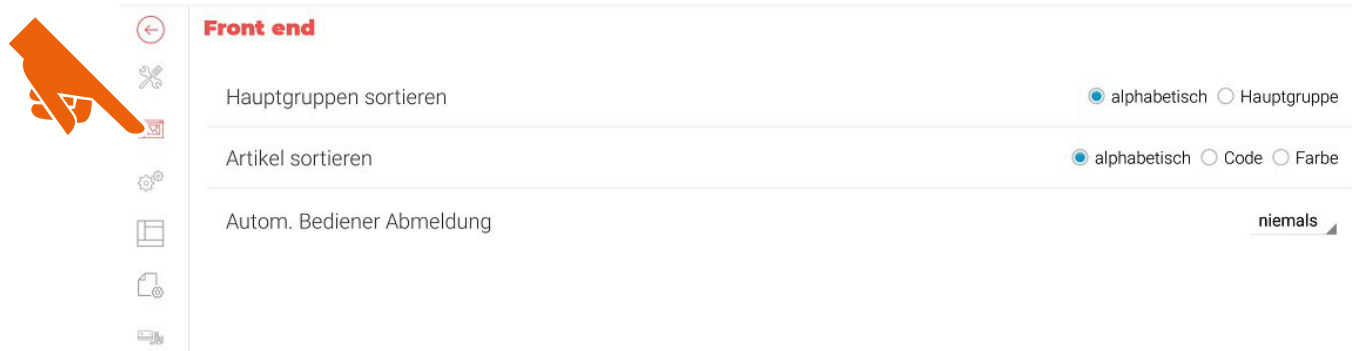 Front end
Hauptgruppen sortieren alphabetisch Hauptgruppe
Artikel sortieren alphabetisch Code Farbe
Autom. Bediener Abmeldung niemals